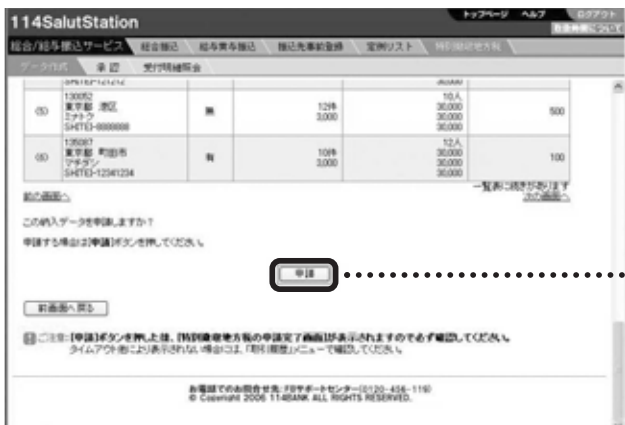 114SalutStation
トップページ ヘルプ ログアウト
総合/給与振込サービス 総合振込 給与賞与振込 振込先事前登録 定例リスト 特別徴収地方税
データ作成 承認 受付明細照会
30,000
(5) 130052 東京都 港区 ミナトク SHITEI-8888888 無 12件 3,000 10人 30,000 30,000 30,000 500
(6) 135087 東京都 町田市 マチダシ SHITEI-12341234 有 10件 3,000 12人 30,000 30,000 30,000 100
一覧表に続きがあります
前の画面へ 次の画面へ
この納入データを申請しますか？
申請する場合は[申請]ボタンを押してください。
申請
前画面へ戻る
ご注意:[申請]ボタンを押した後、[特別徴収地方税の申請完了画面]が表示されますので必ず確認してください。
タイムアウト他により表示されない場合には、「取引履歴」メニューで確認してください。
お電話でのお問合せ先: FBサポートセンター(0120-456-119)
© Copyright 2006 114BANK ALL RIGHTS RESERVED.